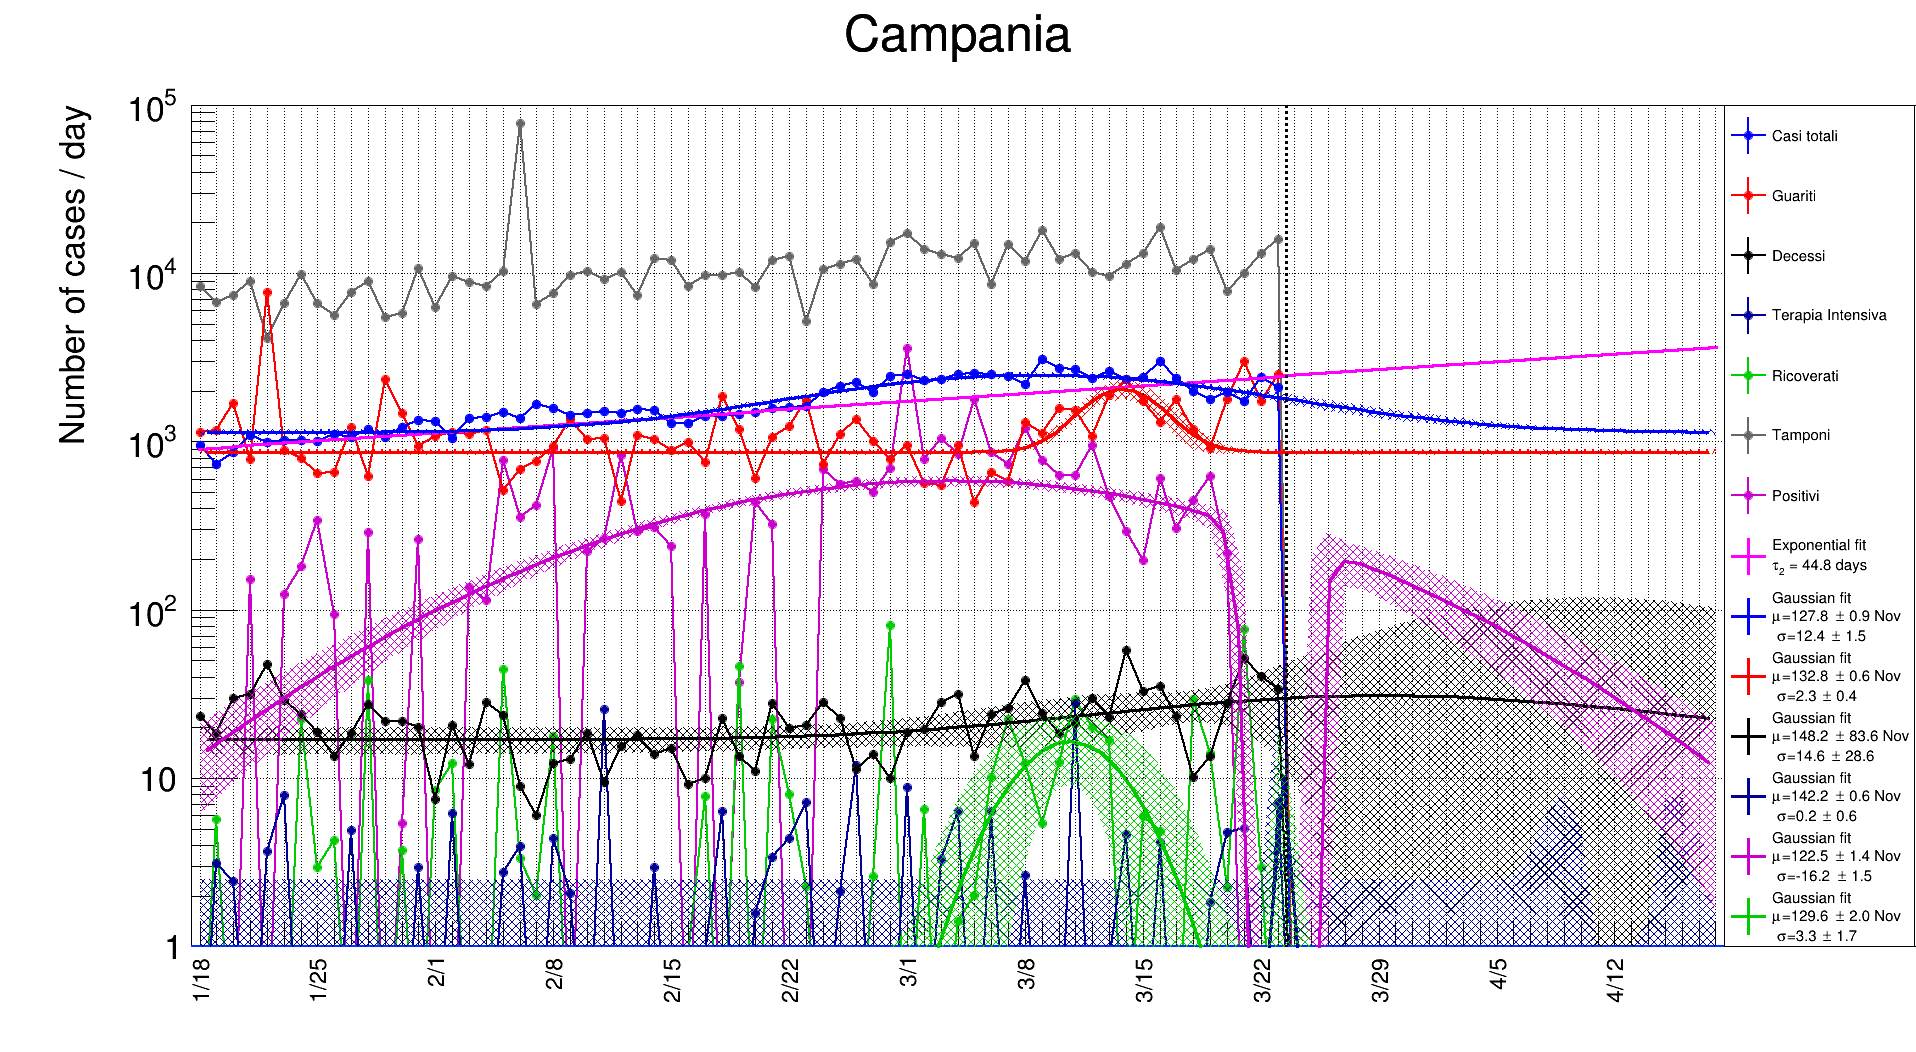 Campania
Number of cases / day
10^5
10^4
10^3
10^2
10
1
1/18
1/25
2/1
2/8
2/15
2/22
3/1
3/8
3/15
3/22
3/29
4/5
4/12
Casi totali
Guariti
Decessi
Terapia Intensiva
Ricoverati
Tamponi
Positivi
Exponential fit
τ₂ = 44.8 days
Gaussian fit
μ=127.8 ± 0.9 Nov
σ=12.4 ± 1.5
Gaussian fit
μ=132.8 ± 0.6 Nov
σ=2.3 ± 0.4
Gaussian fit
μ=148.2 ± 83.6 Nov
σ=14.6 ± 28.6
Gaussian fit
μ=142.2 ± 0.6 Nov
σ=0.2 ± 0.6
Gaussian fit
μ=122.5 ± 1.4 Nov
σ=-16.2 ± 1.5
Gaussian fit
μ=129.6 ± 2.0 Nov
σ=3.3 ± 1.7